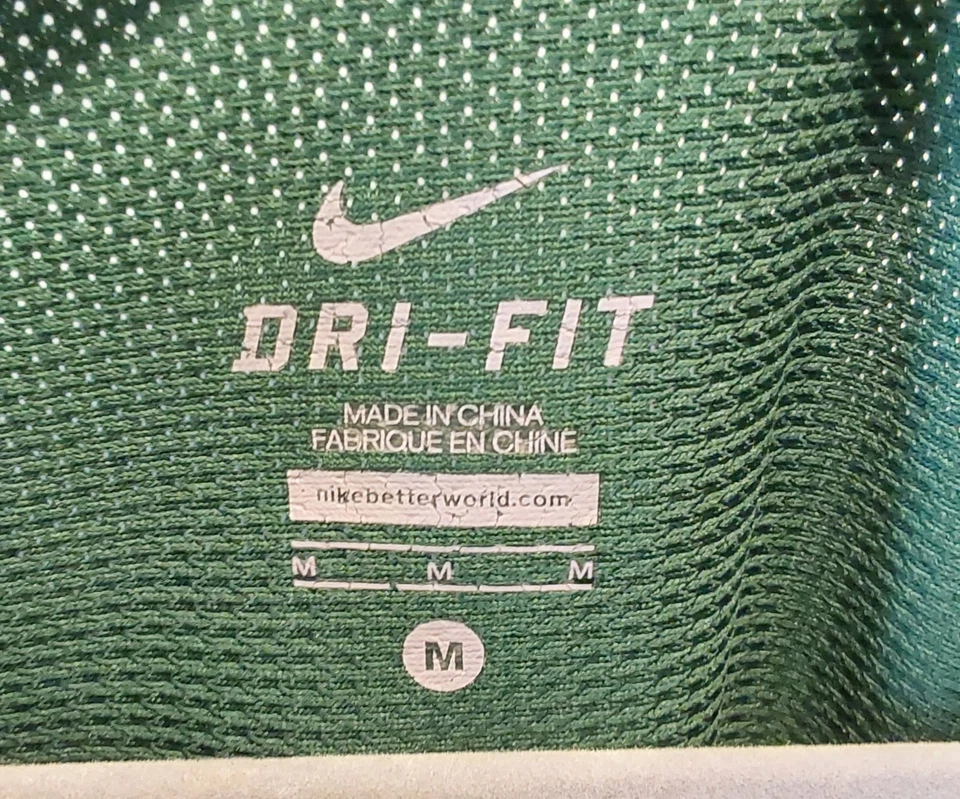 DRI-FIT
MADE IN CHINA
FABRIQUE EN CHINE
nikebetterworld.com
M M M
M